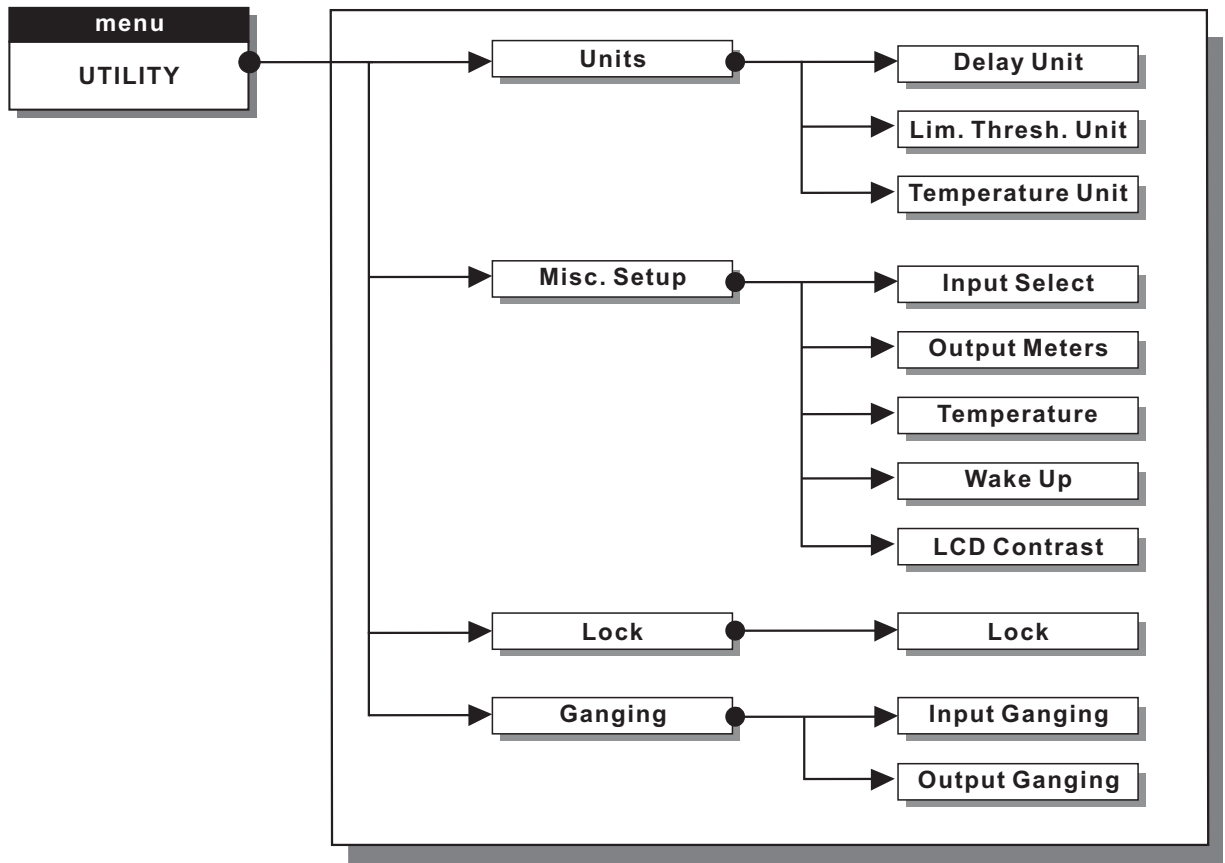 menu
UTILITY
Units
Delay Unit
Lim. Thresh. Unit
Temperature Unit
Misc. Setup
Input Select
Output Meters
Temperature
Wake Up
LCD Contrast
Lock
Lock
Ganging
Input Ganging
Output Ganging